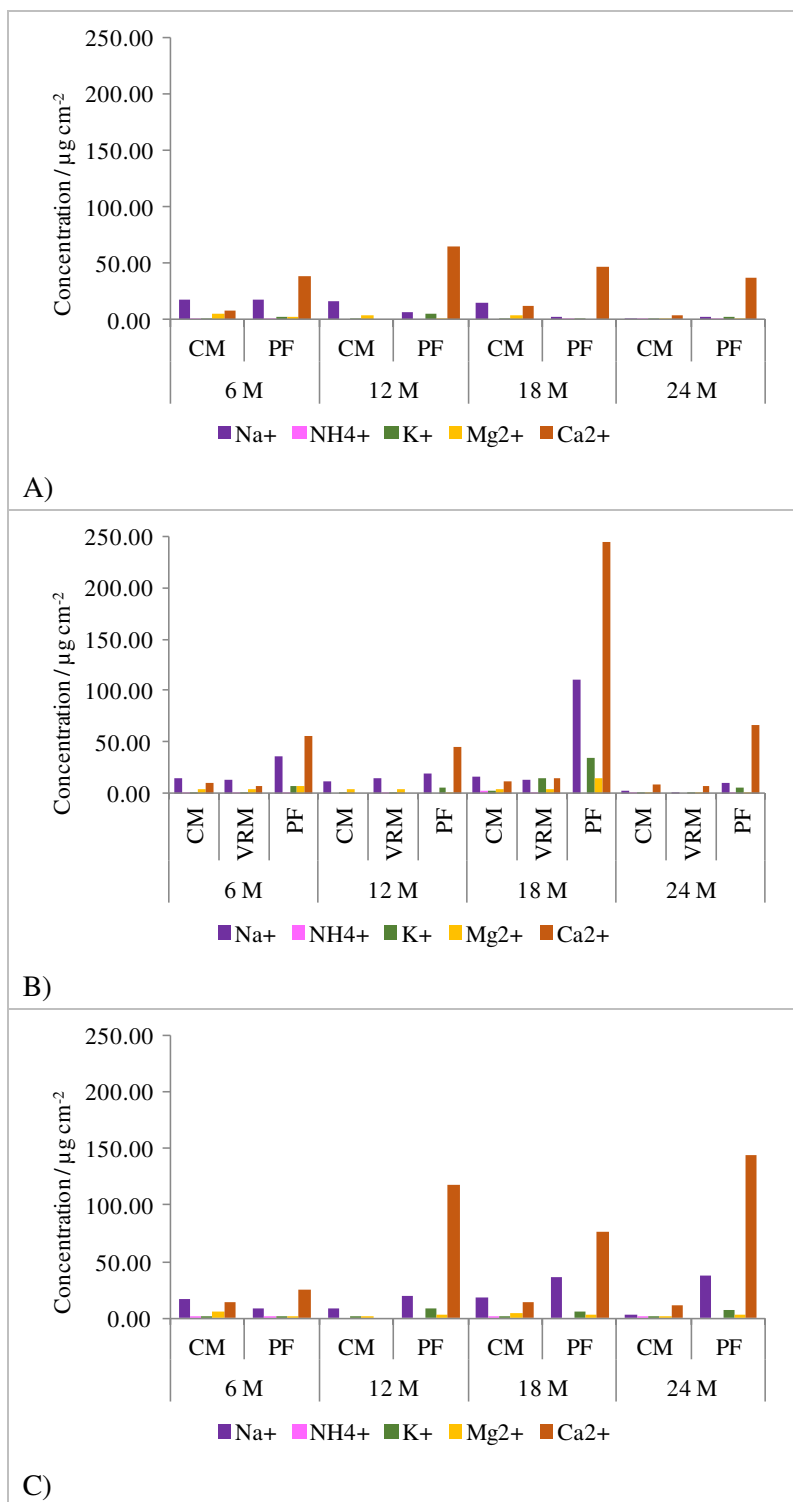 250.00
200.00
150.00
100.00
50.00
0.00
Concentration / µg cm-2
CM PF CM PF CM PF CM PF
6 M 12 M 18 M 24 M
Na+ NH4+ K+ Mg2+ Ca2+
A)
250.00
200.00
150.00
100.00
50.00
0.00
Concentration / µg cm-2
CM VRM PF CM VRM PF CM VRM PF CM VRM PF
6 M 12 M 18 M 24 M
Na+ NH4+ K+ Mg2+ Ca2+
B)
250.00
200.00
150.00
100.00
50.00
0.00
Concentration / µg cm-2
CM PF CM PF CM PF CM PF
6 M 12 M 18 M 24 M
Na+ NH4+ K+ Mg2+ Ca2+
C)